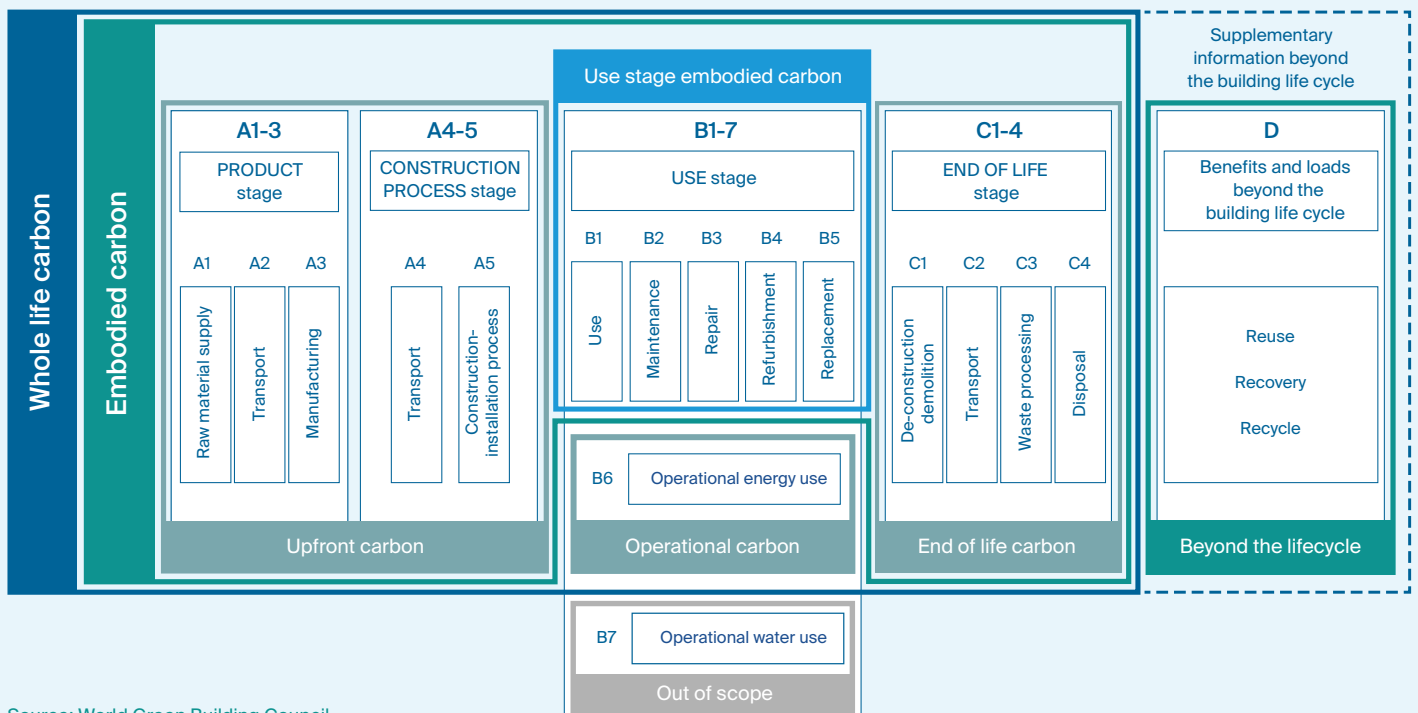 Whole life carbon
Embodied carbon
Use stage embodied carbon
Supplementary
information beyond
the building life cycle
A1-3
PRODUCT
stage
A1
A2
A3
Raw material supply
Transport
Manufacturing
A4-5
CONSTRUCTION
PROCESS stage
A4
A5
Transport
Construction-
installation process
Upfront carbon
B1-7
USE stage
B1
B2
B3
B4
B5
Use
Maintenance
Repair
Refurbishment
Replacement
B6
Operational energy use
Operational carbon
B7
Operational water use
Out of scope
C1-4
END OF LIFE
stage
C1
C2
C3
C4
De-construction
demolition
Transport
Waste processing
Disposal
End of life carbon
D
Benefits and loads
beyond the
building life cycle
Reuse
Recovery
Recycle
Beyond the lifecycle
Source: World Green Building Council